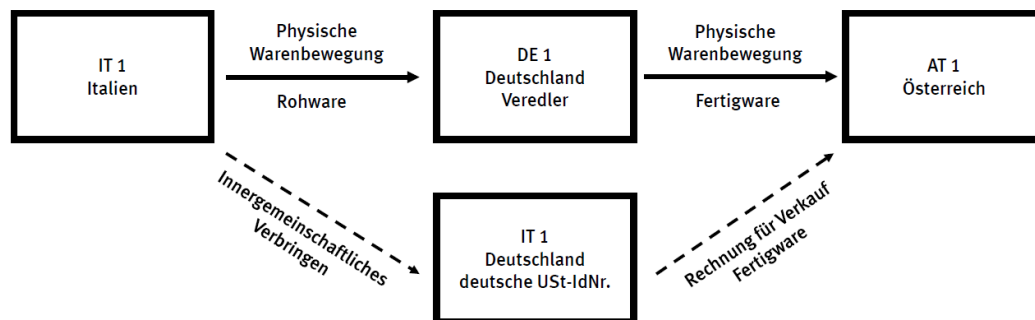 IT 1
Italien
Physische
Warenbewegung
Rohware
DE 1
Deutschland
Veredler
Physische
Warenbewegung
Fertigware
AT 1
Österreich
Innergemeinschaftliches
Verbringen
IT 1
Deutschland
deutsche USt-IdNr.
Rechnung für Verkauf
Fertigware